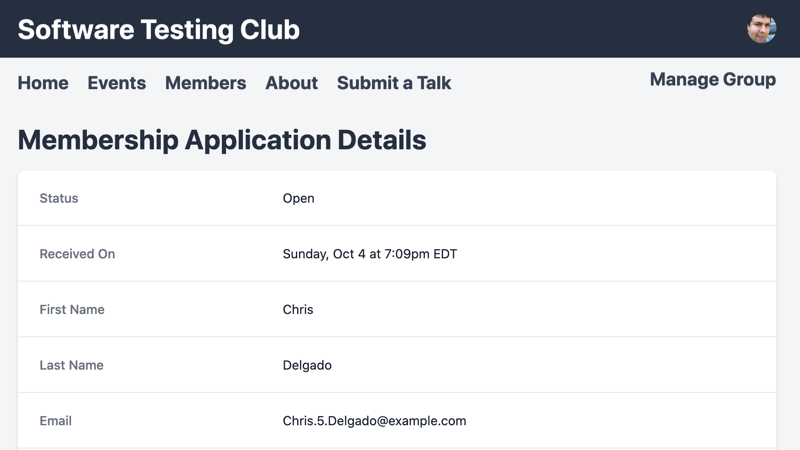 Software Testing Club
Home Events Members About Submit a Talk Manage Group
Membership Application Details
Status Open
Received On Sunday, Oct 4 at 7:09pm EDT
First Name Chris
Last Name Delgado
Email Chris.5.Delgado@example.com